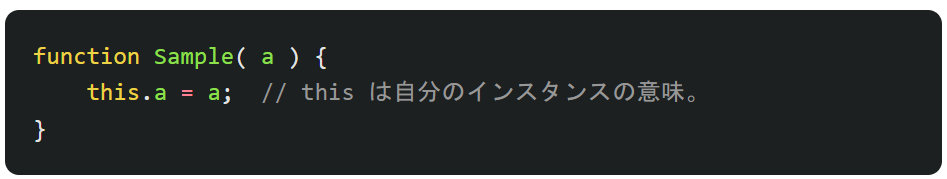 function Sample( a ) {
    this.a = a;  // this は自分のインスタンスの意味。
}